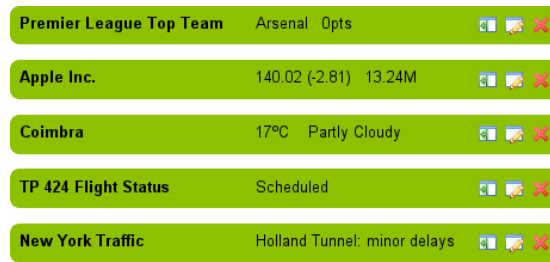 Premier League Top Team Arsenal 0pts
Apple Inc. 140.02 (-2.81) 13.24M
Coimbra 17ºC Partly Cloudy
TP 424 Flight Status Scheduled
New York Traffic Holland Tunnel: minor delays